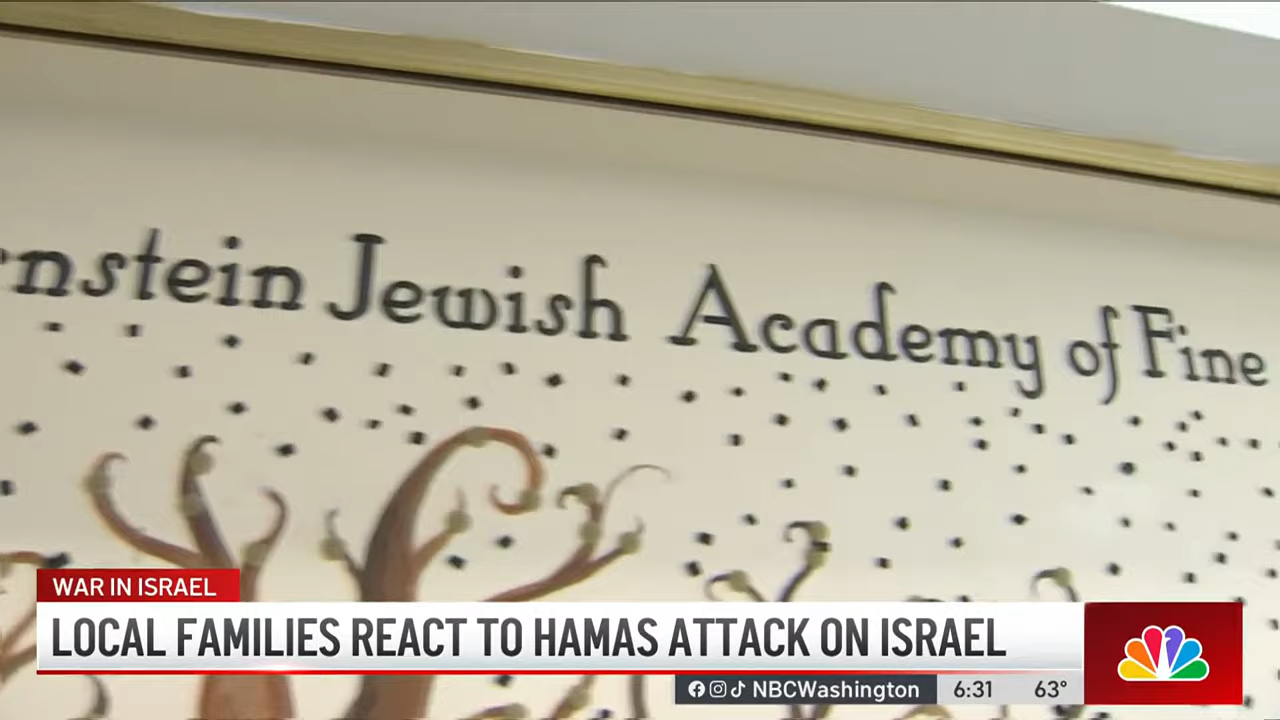 Jewish Academy of Fine
WAR IN ISRAEL
LOCAL FAMILIES REACT TO HAMAS ATTACK ON ISRAEL
NBCWashington 6:31 63°